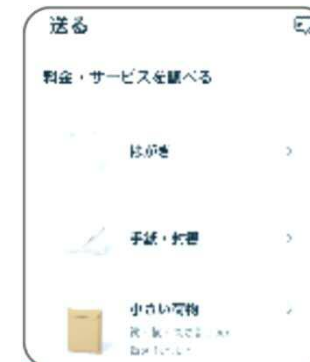 送る
料金・サービスを調べる
はがき
手紙・封書
小さい荷物